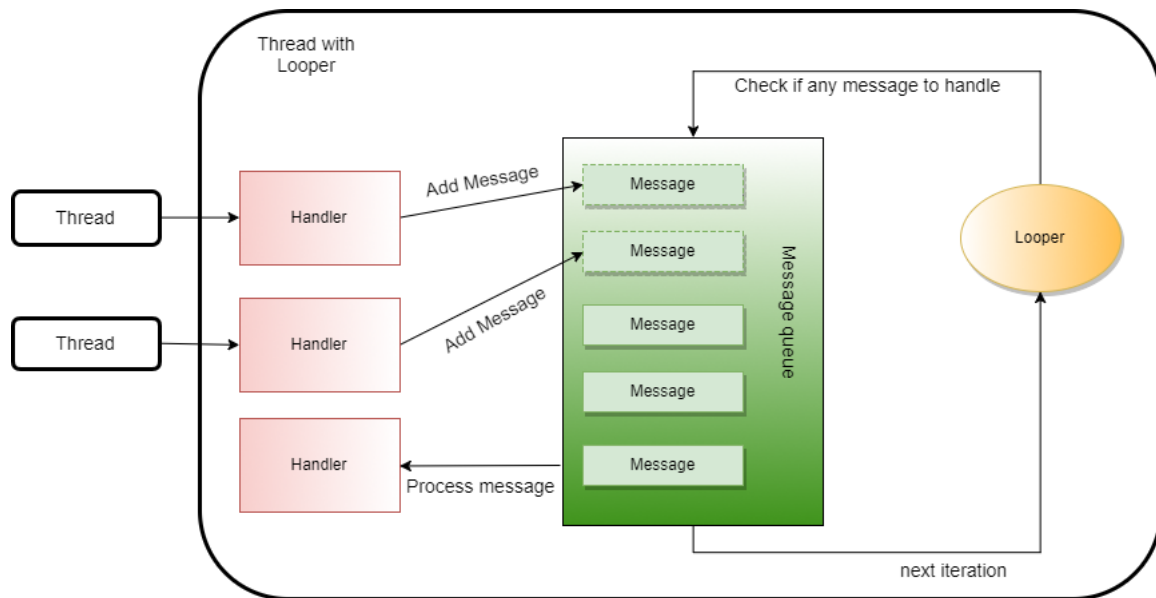 Thread with
Looper
Check if any message to handle
Add Message
Message
Thread
Handler
Looper
Message
Message queue
Add Message
Message
Thread
Handler
Message
Handler
Message
Process message
next iteration